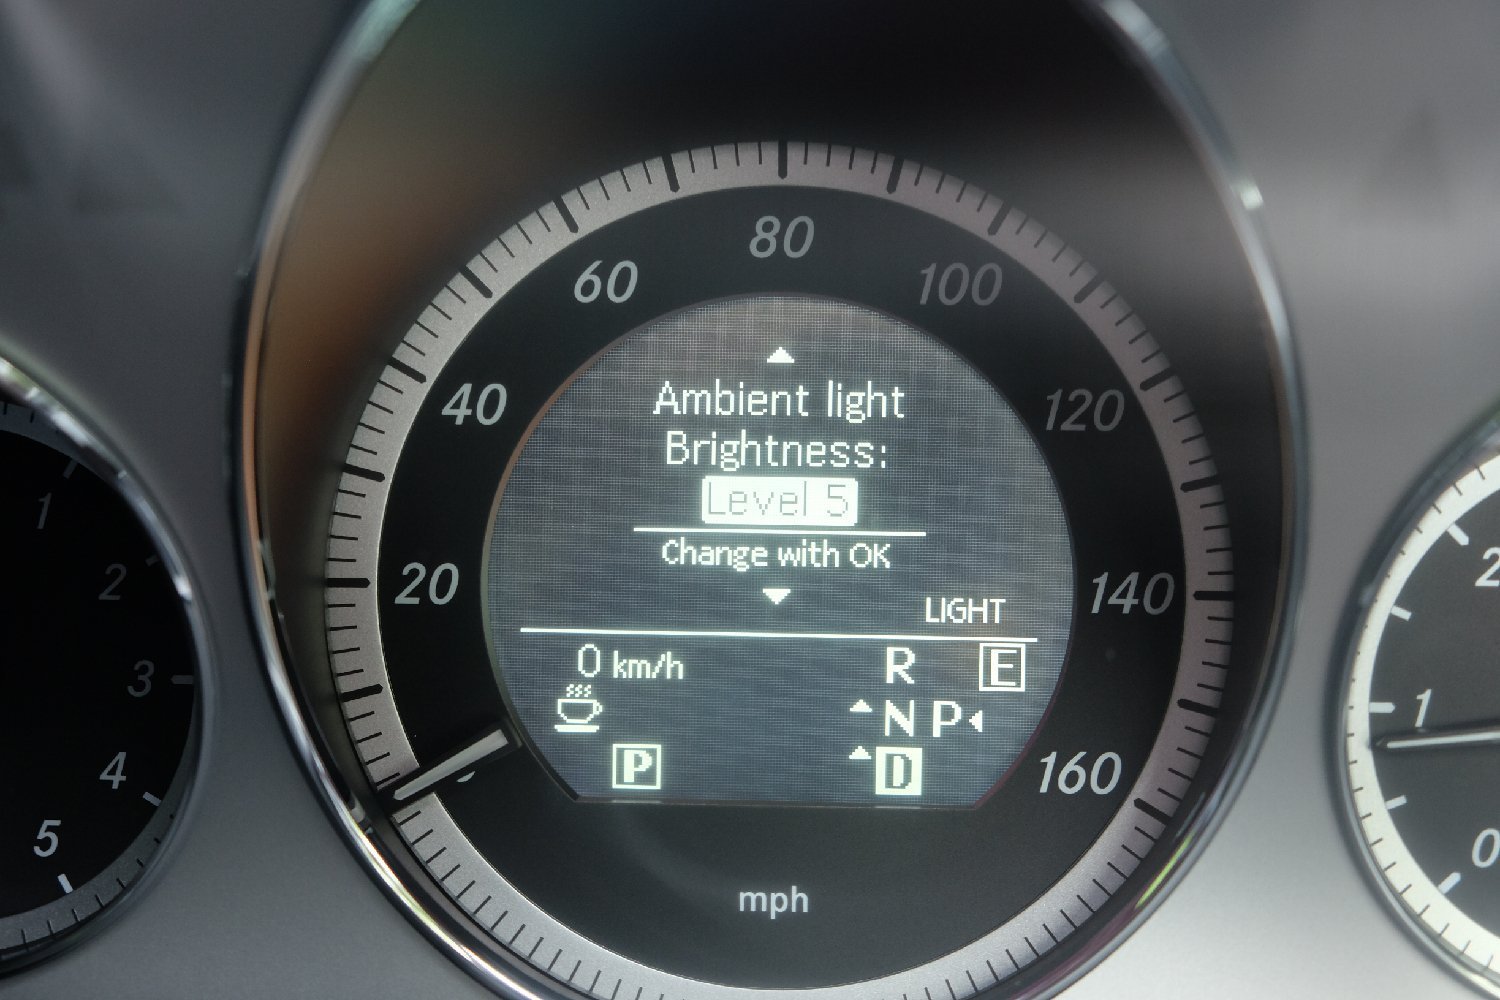 80
60
100
40
120
20
140
160
Ambient light
Brightness:
Level 5
Change with OK
LIGHT
0 km/h
R E
N P
P D
mph
1
2
3
4
5
2
1
0